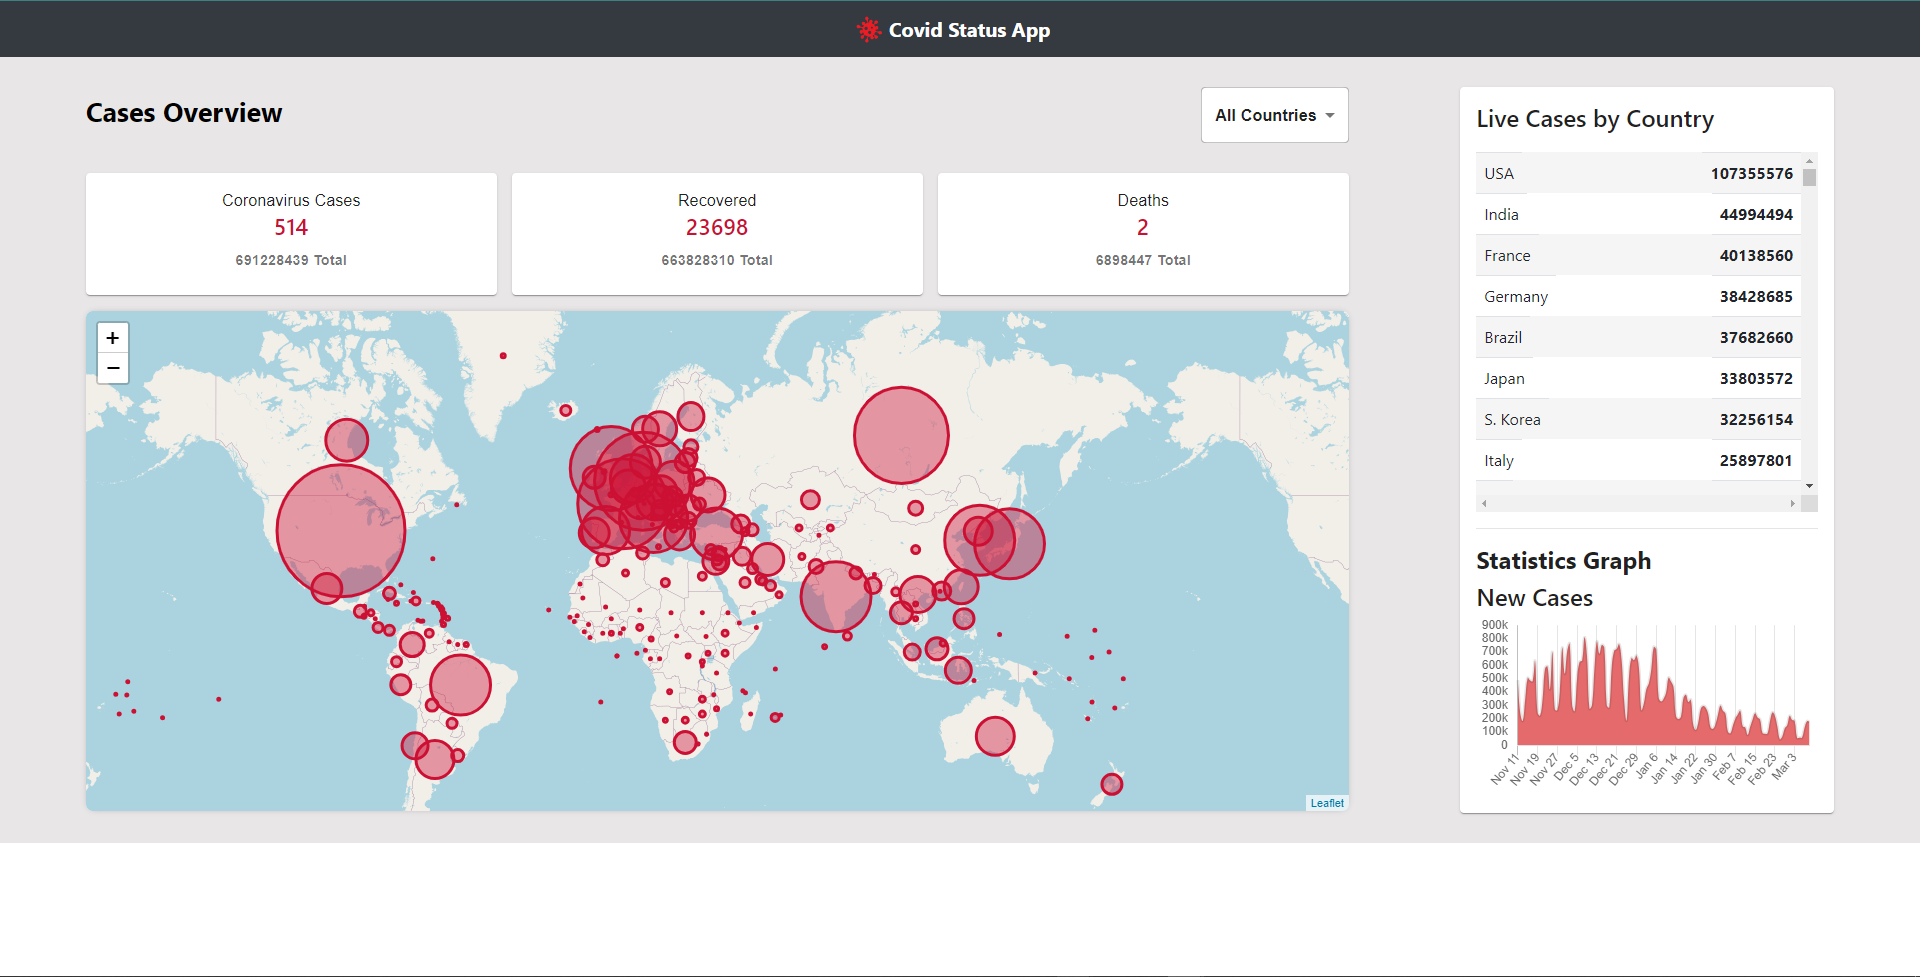 Covid Status App
Cases Overview
All Countries
Coronavirus Cases
514
691228439 Total
Recovered
23698
663828310 Total
Deaths
2
6898447 Total
+
−
Leaflet
Live Cases by Country
USA 107355576
India 44994494
France 40138560
Germany 38428685
Brazil 37682660
Japan 33803572
S. Korea 32256154
Italy 25897801
Statistics Graph
New Cases
900k
800k
700k
600k
500k
400k
300k
200k
100k
0
Nov 11 Nov 19 Nov 27 Dec 5 Dec 13 Dec 21 Dec 29 Jan 6 Jan 14 Jan 22 Jan 30 Feb 7 Feb 15 Feb 23 Mar 3